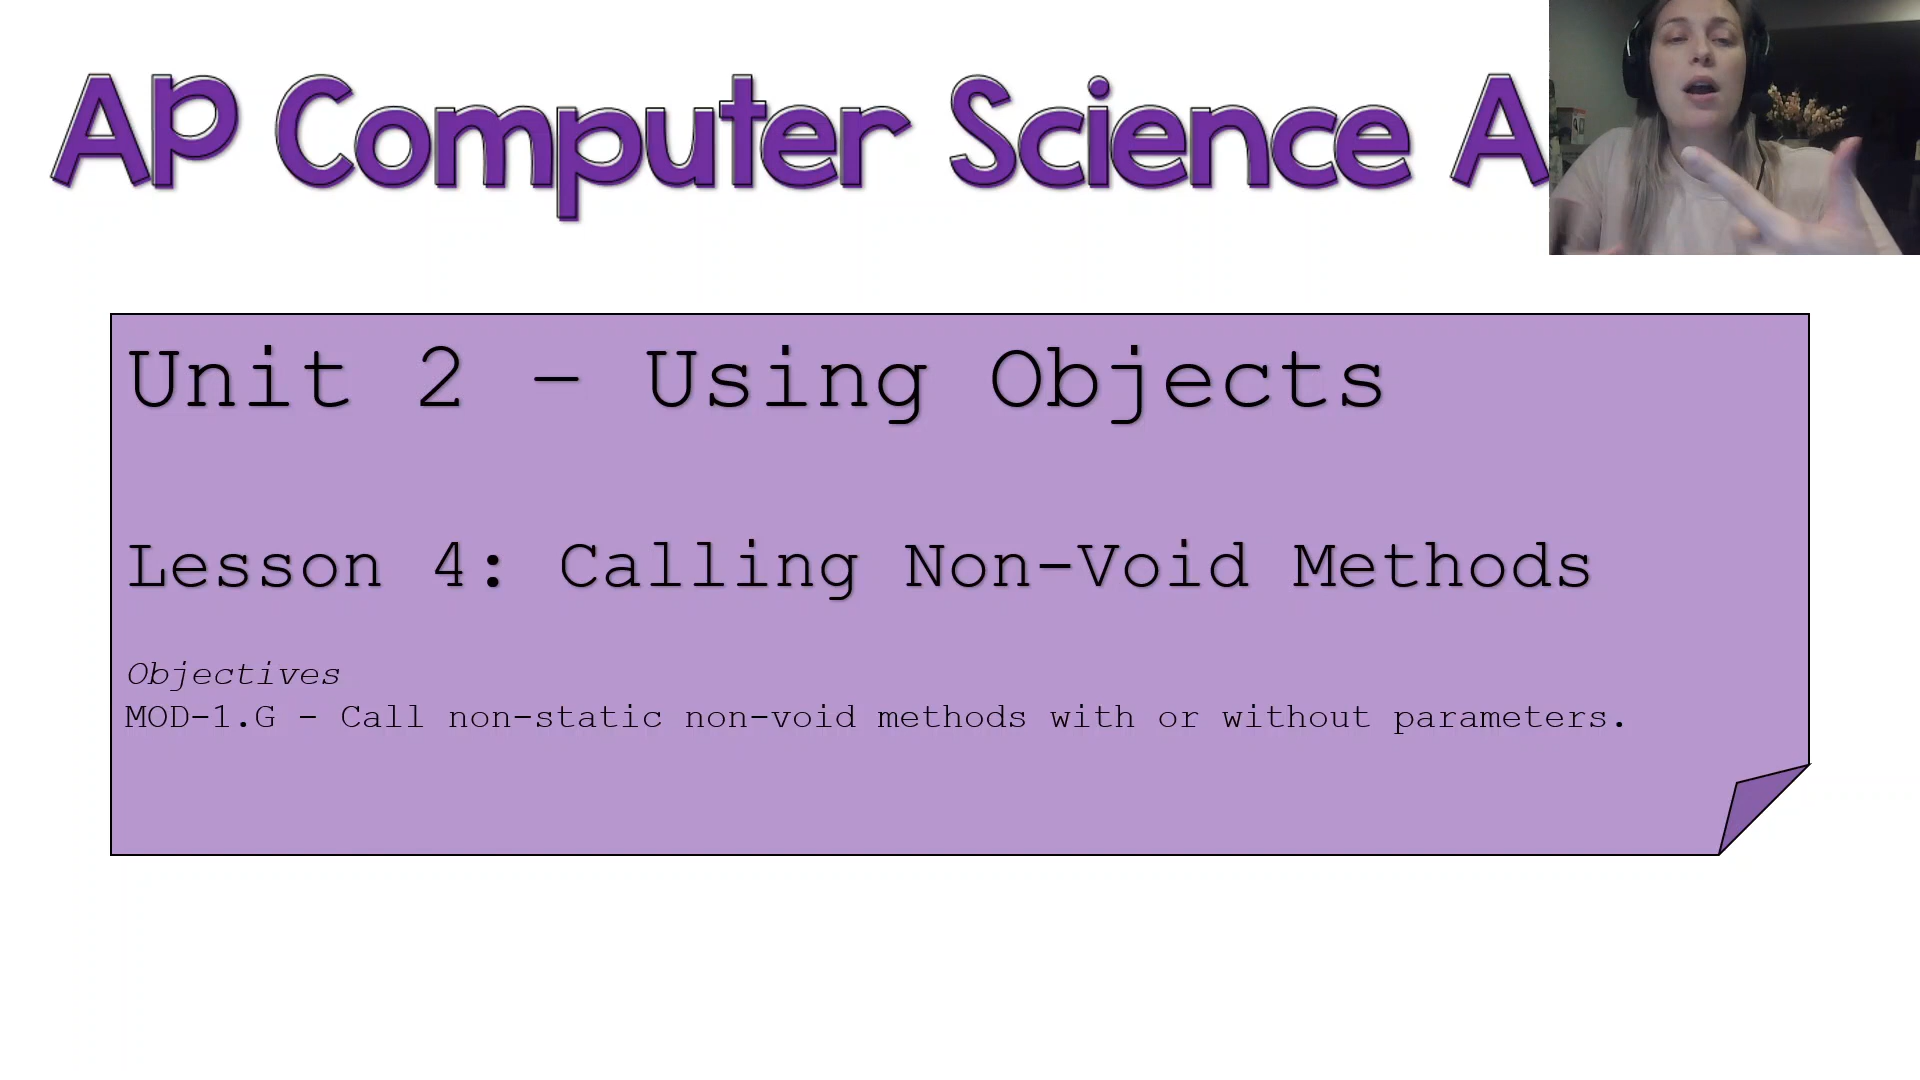 AP Computer Science A
Unit 2 – Using Objects
Lesson 4: Calling Non-Void Methods
Objectives
MOD-1.G - Call non-static non-void methods with or without parameters.